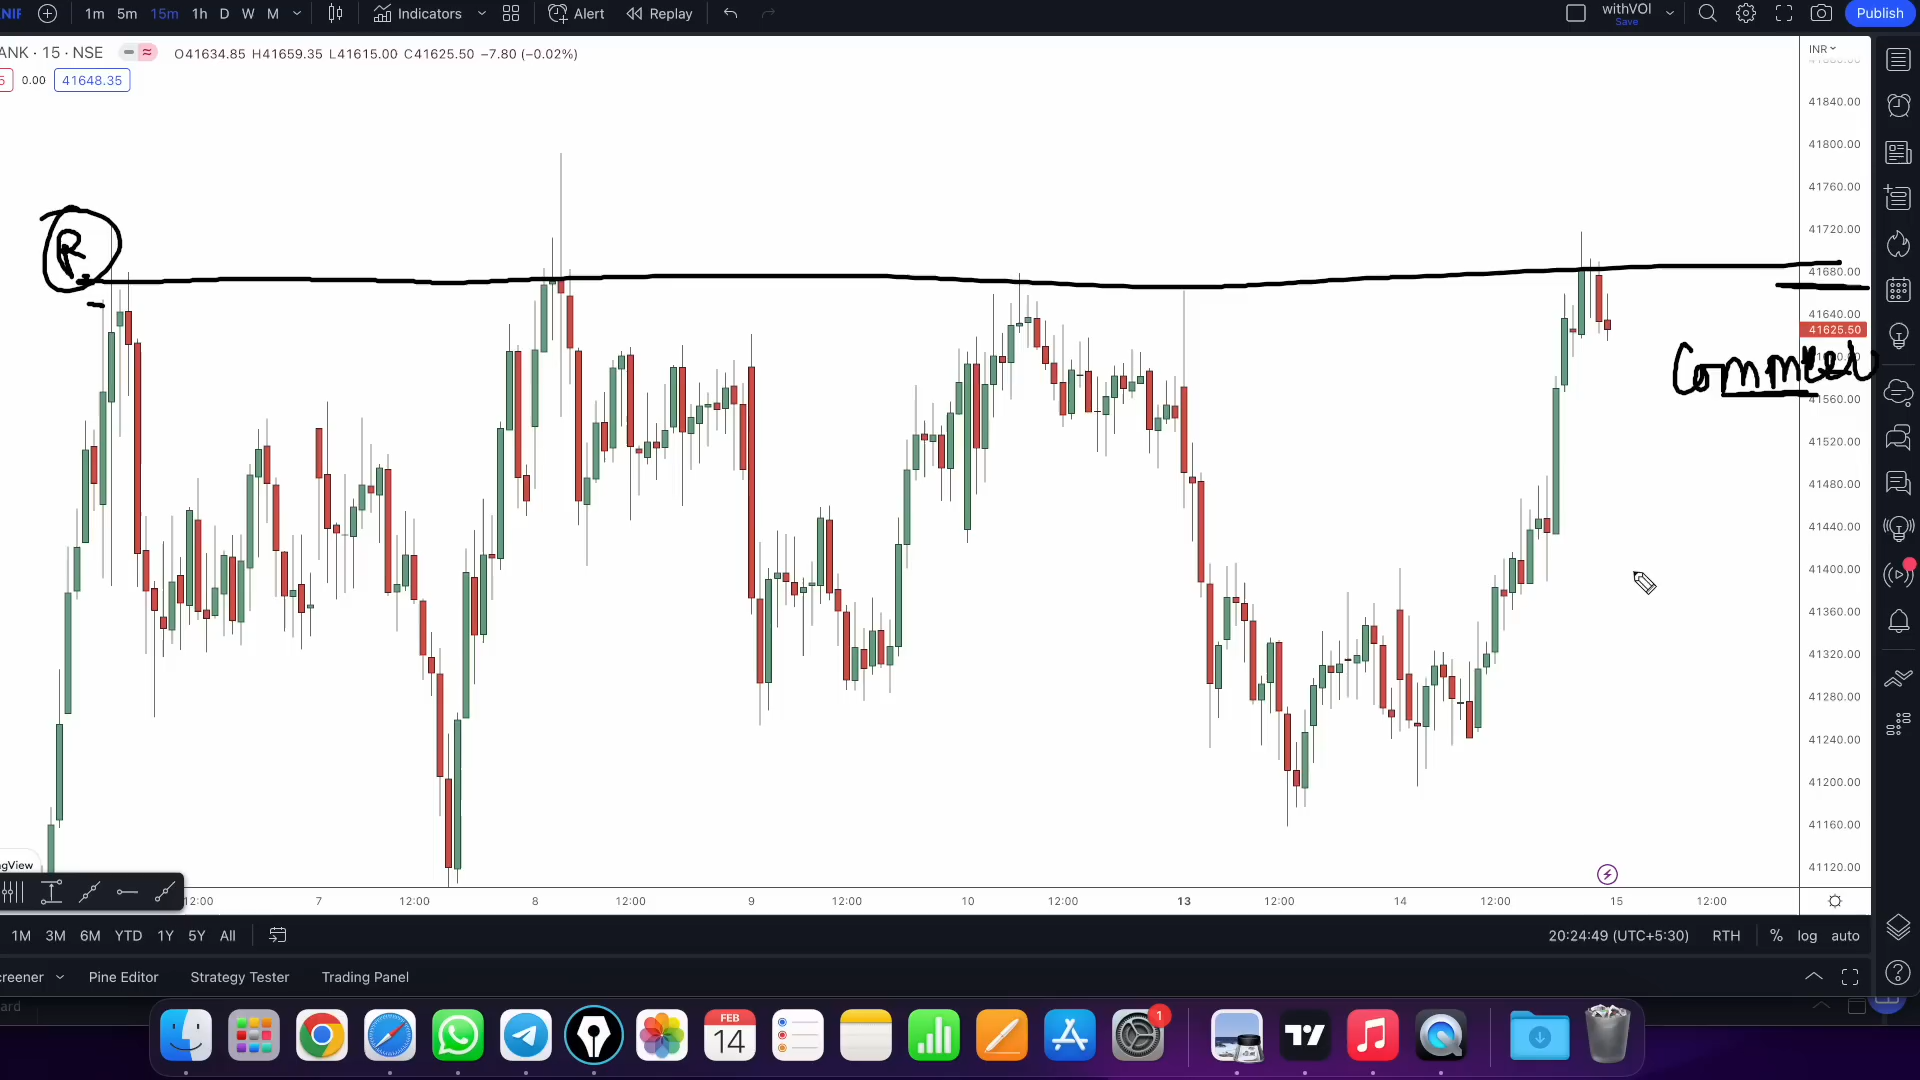 1m 5m 15m 1h D W M Indicators Alert Replay withVOI Save Publish
ANK · 15 · NSE O41634.85 H41659.35 L41615.00 C41625.50 −7.80 (−0.02%)
INR
5 0.00 41648.35
41840.00
41800.00
41760.00
41720.00
R
41680.00
41640.00
41625.50
41560.00
41520.00
41480.00
41440.00
41400.00
41360.00
41320.00
41280.00
41240.00
41200.00
41160.00
41120.00
gView
12:00 7 12:00 8 12:00 9 12:00 10 12:00 13 12:00 14 12:00 15 12:00
1M 3M 6M YTD 1Y 5Y All 20:24:49 (UTC+5:30) RTH % log auto
creener Pine Editor Strategy Tester Trading Panel
ard
FEB
14
1